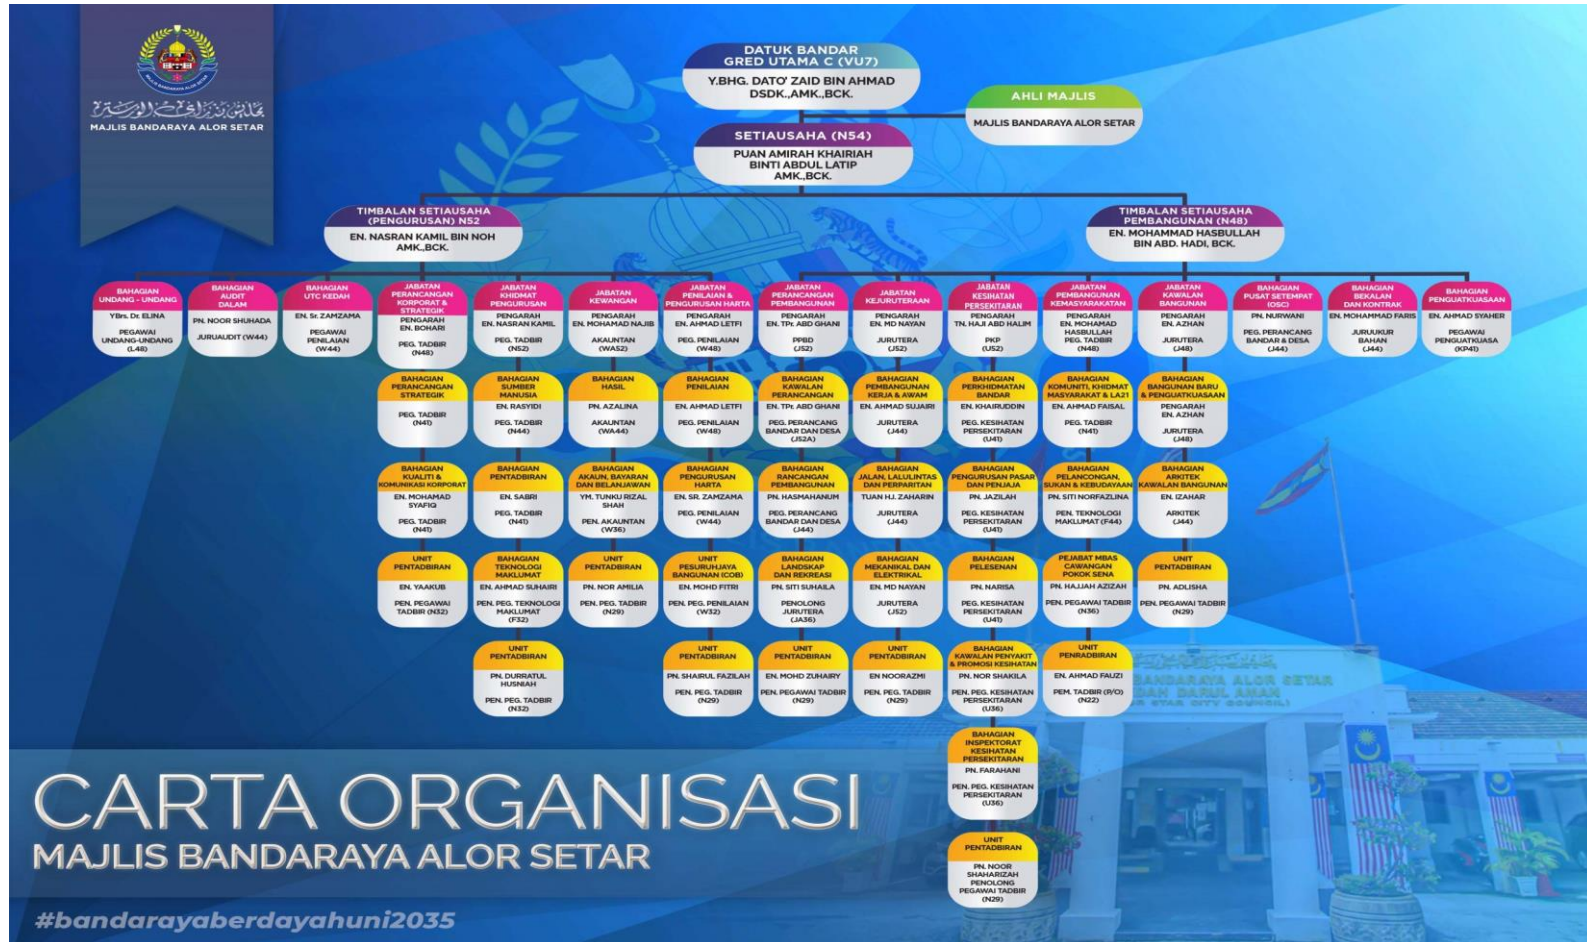 MAJLIS BANDARAYA ALOR SETAR
DATUK BANDAR
GRED UTAMA C (VU7)
Y.BHG. DATO' ZAID BIN AHMAD
DSDK.,AMK.,BCK.
AHLI MAJLIS
MAJLIS BANDARAYA ALOR SETAR
SETIAUSAHA (N54)
PUAN AMIRAH KHAIRIAH
BINTI ABDUL LATIP
AMK.,BCK.
TIMBALAN SETIAUSAHA
(PENGURUSAN) N52
EN. NASRAN KAMIL BIN NOH
AMK.,BCK.
TIMBALAN SETIAUSAHA
PEMBANGUNAN (N48)
EN. MOHAMMAD HASBULLAH
BIN ABD. HADI, BCK.
BAHAGIAN
UNDANG - UNDANG
YBrs. Dr. ELINA
PEGAWAI
UNDANG-UNDANG
(L48)
BAHAGIAN
AUDIT
DALAM
PN. NOOR SHUHADA
JURUAUDIT (W44)
BAHAGIAN
UTC KEDAH
EN. Sr. ZAMZAMA
PEGAWAI
PENILAIAN
(W44)
JABATAN
PERANCANGAN
KORPORAT &
STRATEGIK
PENGARAH
EN. BOHARI
PEG. TADBIR
(N48)
JABATAN
KHIDMAT
PENGURUSAN
PENGARAH
EN. NASRAN KAMIL
PEG. TADBIR
(N52)
JABATAN
KEWANGAN
PENGARAH
EN. MOHAMAD NAJIB
AKAUNTAN
(WA52)
JABATAN
PENILAIAN &
PENGURUSAN HARTA
PENGARAH
EN. AHMAD LETFI
PEG. PENILAIAN
(W48)
JABATAN
PERANCANGAN
PEMBANGUNAN
PENGARAH
EN. TPr. ABD GHANI
PPBD
(J52)
JABATAN
KEJURUTERAAN
PENGARAH
EN. MD NAYAN
JURUTERA
(J52)
JABATAN
KESIHATAN
PERSEKITARAN
PENGARAH
TN. HAJI ABD HALIM
PKP
(U52)
JABATAN
PEMBANGUNAN
KEMASYARAKATAN
PENGARAH
EN. MOHAMAD
HASBULLAH
PEG. TADBIR
(N48)
JABATAN
KAWALAN
BANGUNAN
PENGARAH
EN. AZHAN
JURUTERA
(J48)
BAHAGIAN
PUSAT SETEMPAT
(OSC)
PN. NURWANI
PEG. PERANCANG
BANDAR & DESA
(J44)
BAHAGIAN
BEKALAN
DAN KONTRAK
EN. MOHAMMAD FARIS
JURUUKUR
BAHAN
(J44)
BAHAGIAN
PENGUATKUASAAN
EN. AHMAD SYAHER
PEGAWAI
PENGUATKUASA
(KP41)
BAHAGIAN
PERANCANGAN
STRATEGIK
PEG. TADBIR
(N41)
BAHAGIAN
SUMBER
MANUSIA
EN. RASYIDI
PEG. TADBIR
(N44)
BAHAGIAN
HASIL
PN. AZALINA
AKAUNTAN
(WA44)
BAHAGIAN
PENILAIAN
EN. AHMAD LETFI
PEG. PENILAIAN
(W48)
BAHAGIAN
KAWALAN
PERANCANGAN
EN. TPr. ABD GHANI
PEG. PERANCANG
BANDAR DAN DESA
(J52A)
BAHAGIAN
PEMBANGUNAN
KERJA & AWAM
EN. AHMAD SUJAIRI
JURUTERA
(J44)
BAHAGIAN
PERKHIDMATAN
BANDAR
EN. KHAIRUDDIN
PEG. KESIHATAN
PERSEKITARAN
(U41)
BAHAGIAN
KOMUNITI, KHIDMAT
MASYARAKAT & LA21
EN. AHMAD FAISAL
PEG. TADBIR
(N41)
BAHAGIAN
BANGUNAN BARU
& PENGUATKUASAAN
PENGARAH
EN. AZHAN
JURUTERA
(J48)
BAHAGIAN
KUALITI &
KOMUNIKASI KORPORAT
EN. MOHAMAD
SYAFIQ
PEG. TADBIR
(N41)
BAHAGIAN
PENTADBIRAN
EN. SABRI
PEG. TADBIR
(N41)
BAHAGIAN
AKAUN, BAYARAN
DAN BELANJAWAN
YM. TUNKU RIZAL
SHAH
PEN. AKAUNTAN
(W36)
BAHAGIAN
PENGURUSAN
HARTA
EN. SR. ZAMZAMA
PEG. PENILAIAN
(W44)
BAHAGIAN
RANCANGAN
PEMBANGUNAN
PN. HASMAHANUM
PEG. PERANCANG
BANDAR DAN DESA
(J44)
BAHAGIAN
JALAN, LALULINTAS
DAN PERPARITAN
TUAN HJ. ZAHARIN
JURUTERA
(J44)
BAHAGIAN
PENGURUSAN PASAR
DAN PENJAJA
PN. JAZILAH
PEG. KESIHATAN
PERSEKITARAN
(U41)
BAHAGIAN
PELANCONGAN,
SUKAN & KEBUDAYAAN
PN. SITI NORFAZLINA
PEN. TEKNOLOGI
MAKLUMAT (F44)
BAHAGIAN
ARKITEK
KAWALAN BANGUNAN
EN. IZAHAR
ARKITEK
(J44)
UNIT
PENTADBIRAN
EN. YAAKUB
PEN. PEGAWAI
TADBIR (N32)
BAHAGIAN
TEKNOLOGI
MAKLUMAT
EN. AHMAD SUHAIRI
PEN. PEG. TEKNOLOGI
MAKLUMAT
(F32)
UNIT
PENTADBIRAN
PN. NOR AMILIA
PEN. PEG. TADBIR
(N29)
UNIT
PESURUHJAYA
BANGUNAN (COB)
EN. MOHD FITRI
PEN. PEG. PENILAIAN
(W32)
BAHAGIAN
LANDSKAP
DAN REKREASI
PN. SITI SUHAILA
PENOLONG
JURUTERA
(JA36)
BAHAGIAN
MEKANIKAL DAN
ELEKTRIKAL
EN. MD NAYAN
JURUTERA
(J52)
BAHAGIAN
PELESENAN
PN. NARISA
PEG. KESIHATAN
PERSEKITARAN
(U41)
PEJABAT MBAS
CAWANGAN
POKOK SENA
PN. HAJJAH AZIZAH
PEN. PEGAWAI TADBIR
(N36)
UNIT
PENTADBIRAN
PN. ADLISHA
PEN. PEGAWAI TADBIR
(N29)
UNIT
PENTADBIRAN
PN. DURRATUL
HUSNIAH
PEN. PEG. TADBIR
(N32)
UNIT
PENTADBIRAN
PN. SHAIRUL FAZILAH
PEN. PEG. TADBIR
(N29)
UNIT
PENTADBIRAN
EN. MOHD ZUHAIRY
PEN. PEGAWAI TADBIR
(N29)
UNIT
PENTADBIRAN
EN NOORAZMI
PEN. PEG. TADBIR
(N29)
BAHAGIAN
KAWALAN PENYAKIT
& PROMOSI KESIHATAN
PN. NOR SHAKILA
PEN. PEG. KESIHATAN
PERSEKITARAN
(U36)
UNIT
PENRADBIRAN
EN. AHMAD FAUZI
PEM. TADBIR (P/O)
(N22)
BAHAGIAN
INSPEKTORAT
KESIHATAN
PERSEKITARAN
PN. FARAHANI
PEN. PEG. KESIHATAN
PERSEKITARAN
(U36)
UNIT
PENTADBIRAN
PN. NOOR
SHAHARIZAH
PENOLONG
PEGAWAI TADBIR
(N29)
BANDARAYA ALOR SETAR
DAH DARUL AMAN
STAR CITY COUNCIL)
CARTA ORGANISASI
MAJLIS BANDARAYA ALOR SETAR
#bandarayaberdayahuni2035